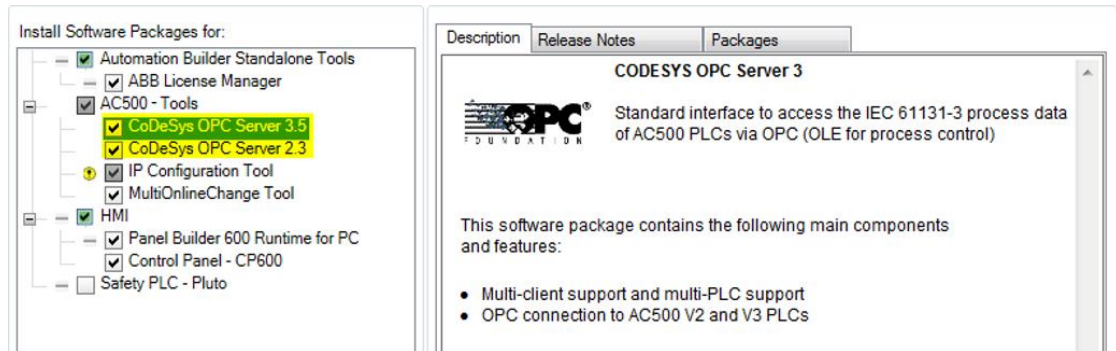 Install Software Packages for:
Automation Builder Standalone Tools
ABB License Manager
AC500 - Tools
CoDeSys OPC Server 3.5
CoDeSys OPC Server 2.3
IP Configuration Tool
MultiOnlineChange Tool
HMI
Panel Builder 600 Runtime for PC
Control Panel - CP600
Safety PLC - Pluto
Description Release Notes Packages
CODESYS OPC Server 3
OPC®
FOUNDATION
Standard interface to access the IEC 61131-3 process data
of AC500 PLCs via OPC (OLE for process control)
This software package contains the following main components
and features:
• Multi-client support and multi-PLC support
• OPC connection to AC500 V2 and V3 PLCs